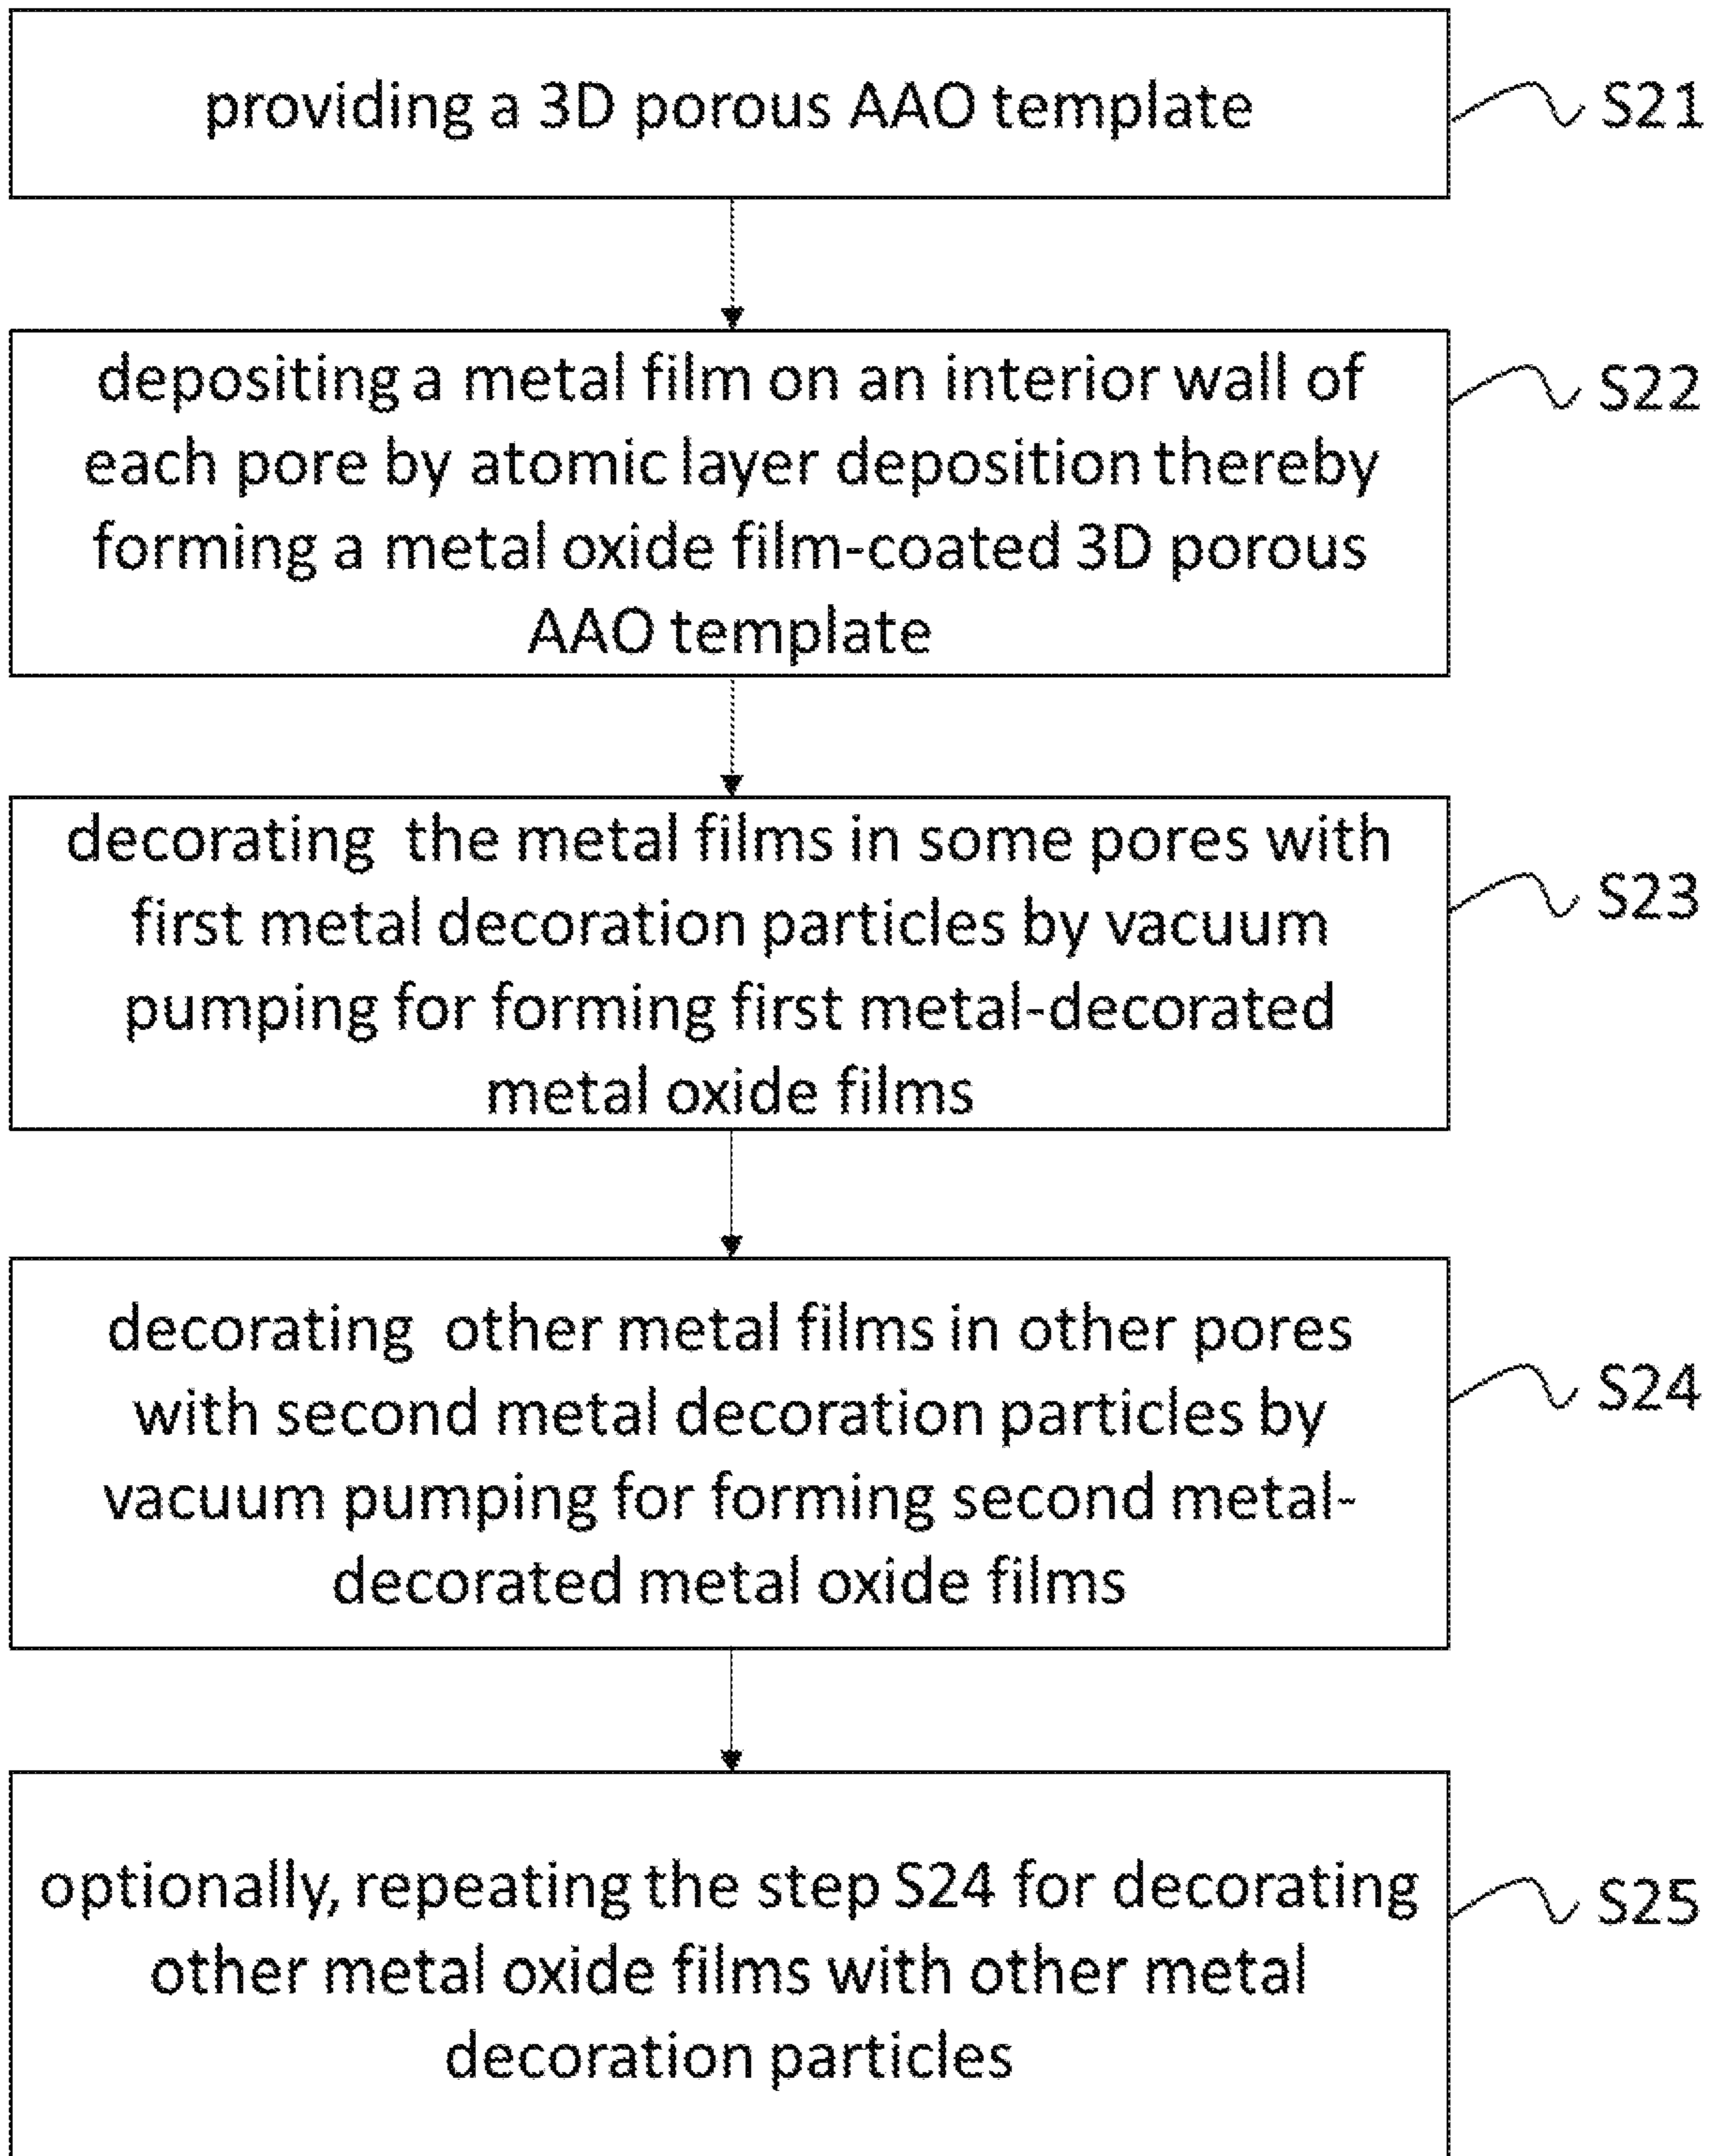 providing a 3D porous AAO template
S21
depositing a metal film on an interior wall of
each pore by atomic layer deposition thereby
forming a metal oxide film-coated 3D porous
AAO template
S22
decorating the metal films in some pores with
first metal decoration particles by vacuum
pumping for forming first metal-decorated
metal oxide films
S23
decorating other metal films in other pores
with second metal decoration particles by
vacuum pumping for forming second metal-
decorated metal oxide films
S24
optionally, repeating the step S24 for decorating
other metal oxide films with other metal
decoration particles
S25